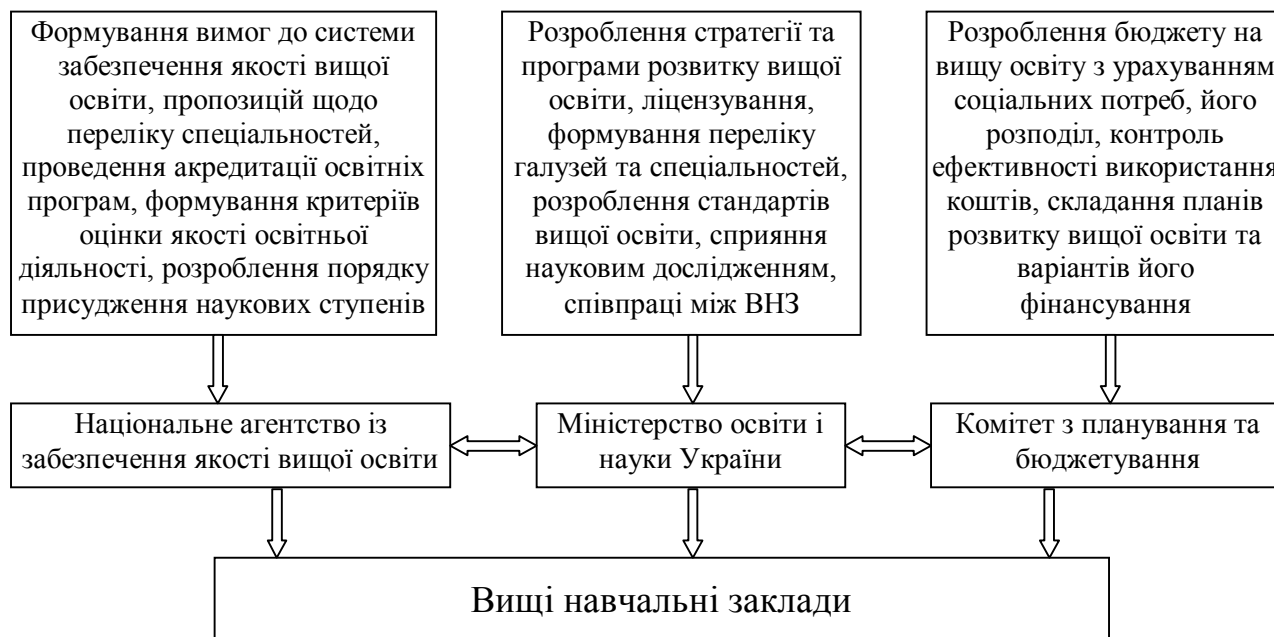 Формування вимог до системи
забезпечення якості вищої
освіти, пропозицій щодо
переліку спеціальностей,
проведення акредитації освітніх
програм, формування критеріїв
оцінки якості освітньої
діяльності, розроблення порядку
присудження наукових ступенів
Розроблення стратегії та
програми розвитку вищої
освіти, ліцензування,
формування переліку
галузей та спеціальностей,
розроблення стандартів
вищої освіти, сприяння
науковим дослідженням,
співпраці між ВНЗ
Розроблення бюджету на
вищу освіту з урахуванням
соціальних потреб, його
розподіл, контроль
ефективності використання
коштів, складання планів
розвитку вищої освіти та
варіантів його
фінансування
Національне агентство із
забезпечення якості вищої освіти
Міністерство освіти і
науки України
Комітет з планування та
бюджетування
Вищі навчальні заклади